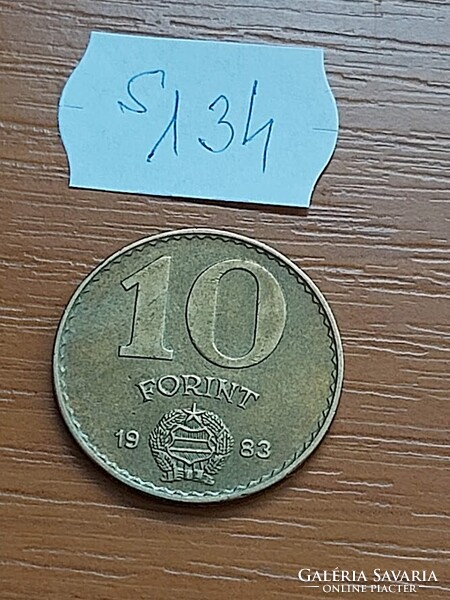 S134
10
FORINT
19 83
GALÉRIA SAVARIA
ONLINE PIACTÉR